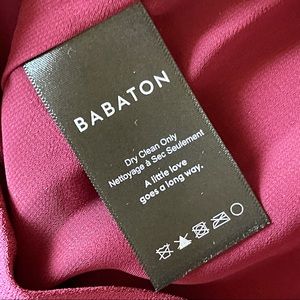 BABATON
Dry Clean Only
Nettoyage à Sec Seulement
A little love
goes a long way.